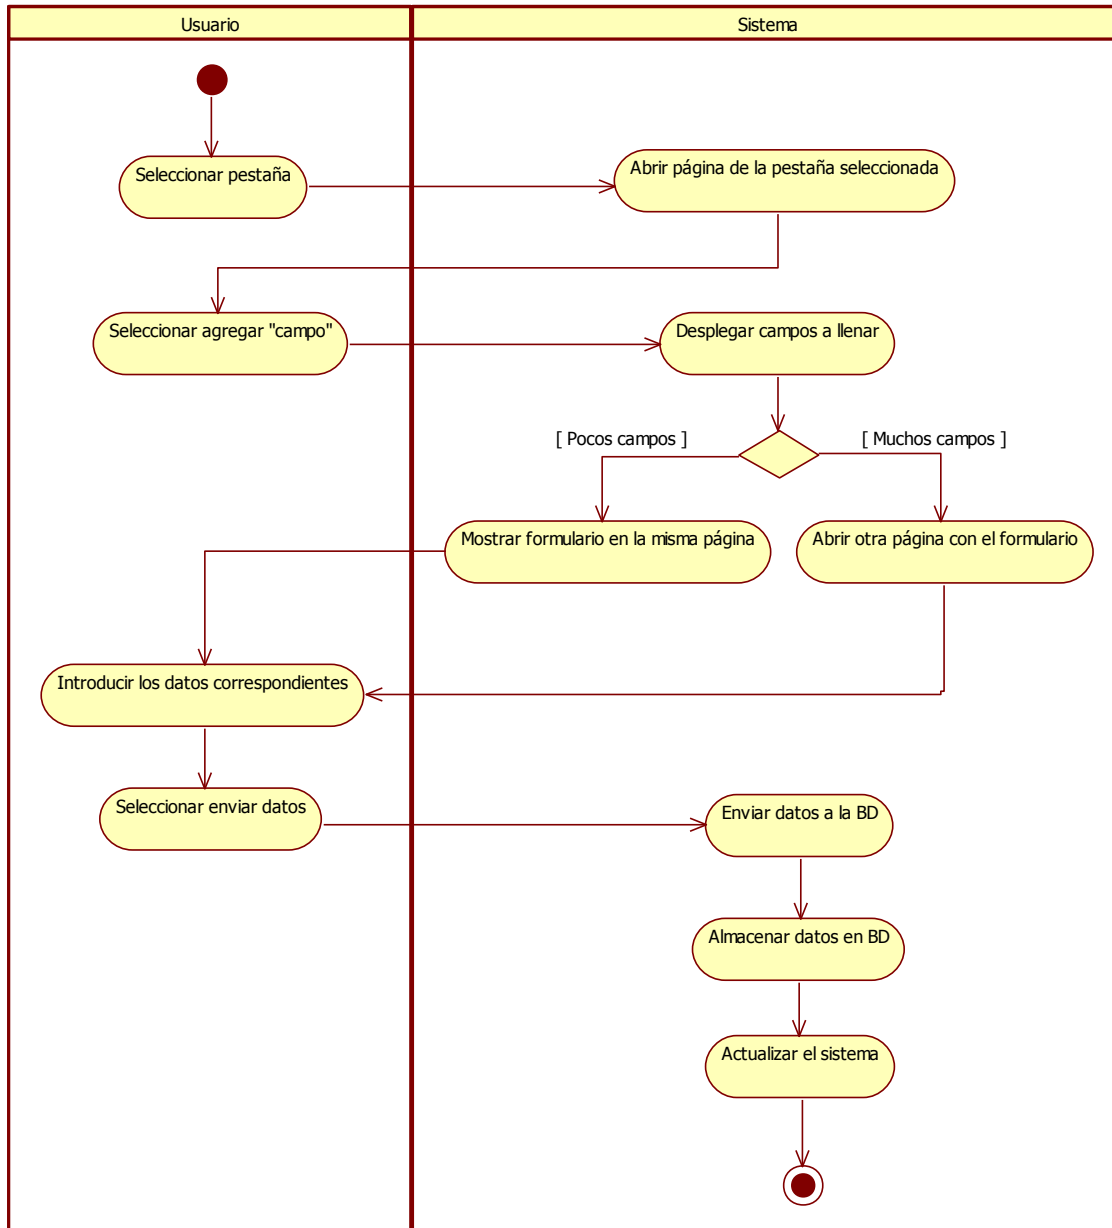 Usuario
Sistema
Seleccionar pestaña
Abrir página de la pestaña seleccionada
Seleccionar agregar "campo"
Desplegar campos a llenar
[ Pocos campos ]
[ Muchos campos ]
Mostrar formulario en la misma página
Abrir otra página con el formulario
Introducir los datos correspondientes
Seleccionar enviar datos
Enviar datos a la BD
Almacenar datos en BD
Actualizar el sistema